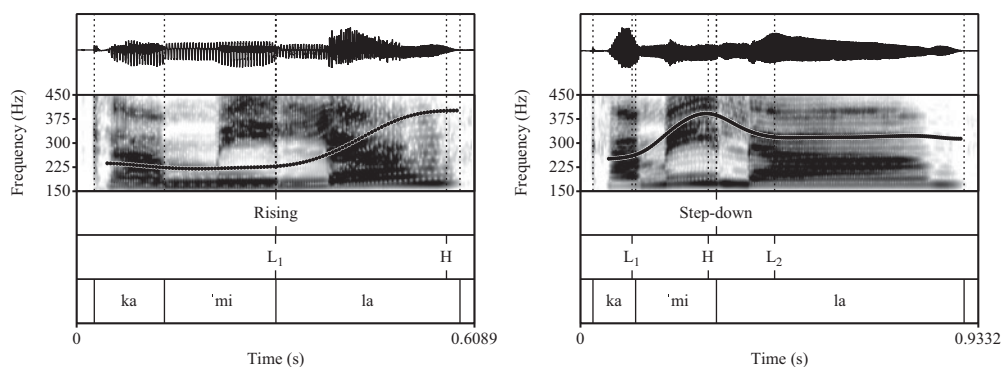 450
375
300
225
150
Frequency (Hz)
Rising
L₁ H
ka ˈmi la
0 0.6089
Time (s)
450
375
300
225
150
Frequency (Hz)
Step-down
L₁ H L₂
ka ˈmi la
0 0.9332
Time (s)